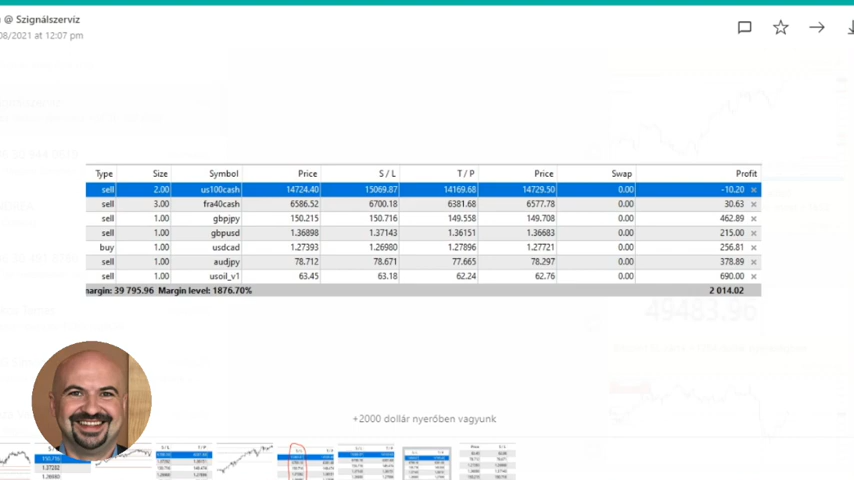 @ Szignálszerviz
08/2021 at 12:07 pm
Type Size Symbol Price S / L T / P Price Swap Profit
sell 2.00 us100cash 14724.40 15069.87 14169.68 14729.50 0.00 -10.20 ×
sell 3.00 fra40cash 6586.52 6700.18 6381.68 6577.78 0.00 30.63 ×
sell 1.00 gbpjpy 150.215 150.716 149.558 149.708 0.00 462.89 ×
sell 1.00 gbpusd 1.36898 1.37143 1.36151 1.36683 0.00 215.00 ×
buy 1.00 usdcad 1.27393 1.26980 1.27896 1.27721 0.00 256.81 ×
sell 1.00 audjpy 78.712 78.671 77.665 78.297 0.00 378.89 ×
sell 1.00 usoil_v1 63.45 63.18 62.24 62.76 0.00 690.00 ×
margin: 39 795.96 Margin level: 1876.70% 2 014.02
49483.96
+2000 dollár nyerőben vagyunk